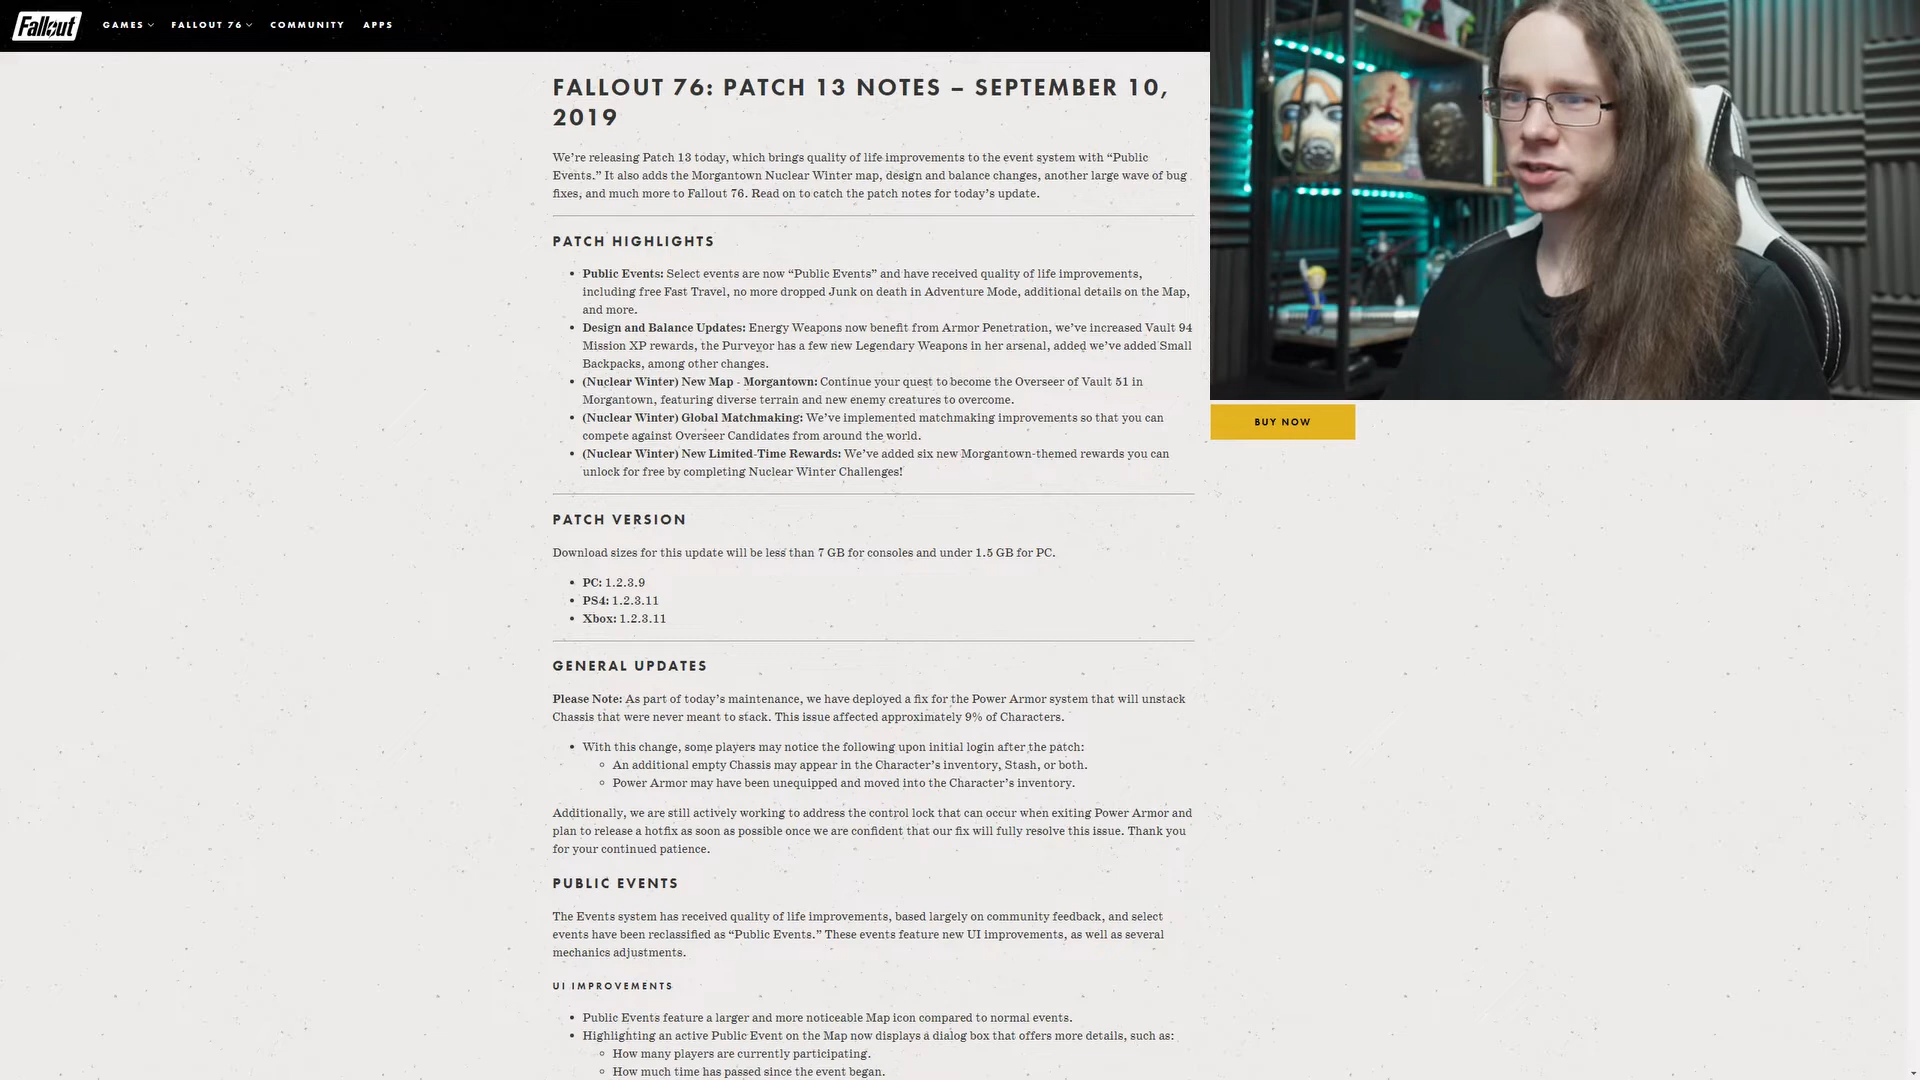 Fallout
GAMES
FALLOUT 76
COMMUNITY
APPS
FALLOUT 76: PATCH 13 NOTES – SEPTEMBER 10,
2019
We’re releasing Patch 13 today, which brings quality of life improvements to the event system with “Public
Events.” It also adds the Morgantown Nuclear Winter map, design and balance changes, another large wave of bug
fixes, and much more to Fallout 76. Read on to catch the patch notes for today’s update.
PATCH HIGHLIGHTS
• Public Events: Select events are now “Public Events” and have received quality of life improvements,
including free Fast Travel, no more dropped Junk on death in Adventure Mode, additional details on the Map,
and more.
• Design and Balance Updates: Energy Weapons now benefit from Armor Penetration, we’ve increased Vault 94
Mission XP rewards, the Purveyor has a few new Legendary Weapons in her arsenal, added we’ve added Small
Backpacks, among other changes.
• (Nuclear Winter) New Map - Morgantown: Continue your quest to become the Overseer of Vault 51 in
Morgantown, featuring diverse terrain and new enemy creatures to overcome.
• (Nuclear Winter) Global Matchmaking: We’ve implemented matchmaking improvements so that you can
compete against Overseer Candidates from around the world.
• (Nuclear Winter) New Limited-Time Rewards: We’ve added six new Morgantown-themed rewards you can
unlock for free by completing Nuclear Winter Challenges!
BUY NOW
PATCH VERSION
Download sizes for this update will be less than 7 GB for consoles and under 1.5 GB for PC.
• PC: 1.2.3.9
• PS4: 1.2.3.11
• Xbox: 1.2.3.11
GENERAL UPDATES
Please Note: As part of today’s maintenance, we have deployed a fix for the Power Armor system that will unstack
Chassis that were never meant to stack. This issue affected approximately 9% of Characters.
• With this change, some players may notice the following upon initial login after the patch:
◦ An additional empty Chassis may appear in the Character’s inventory, Stash, or both.
◦ Power Armor may have been unequipped and moved into the Character’s inventory.
Additionally, we are still actively working to address the control lock that can occur when exiting Power Armor and
plan to release a hotfix as soon as possible once we are confident that our fix will fully resolve this issue. Thank you
for your continued patience.
PUBLIC EVENTS
The Events system has received quality of life improvements, based largely on community feedback, and select
events have been reclassified as “Public Events.” These events feature new UI improvements, as well as several
mechanics adjustments.
UI IMPROVEMENTS
• Public Events feature a larger and more noticeable Map icon compared to normal events.
• Highlighting an active Public Event on the Map now displays a dialog box that offers more details, such as:
◦ How many players are currently participating.
◦ How much time has passed since the event began.